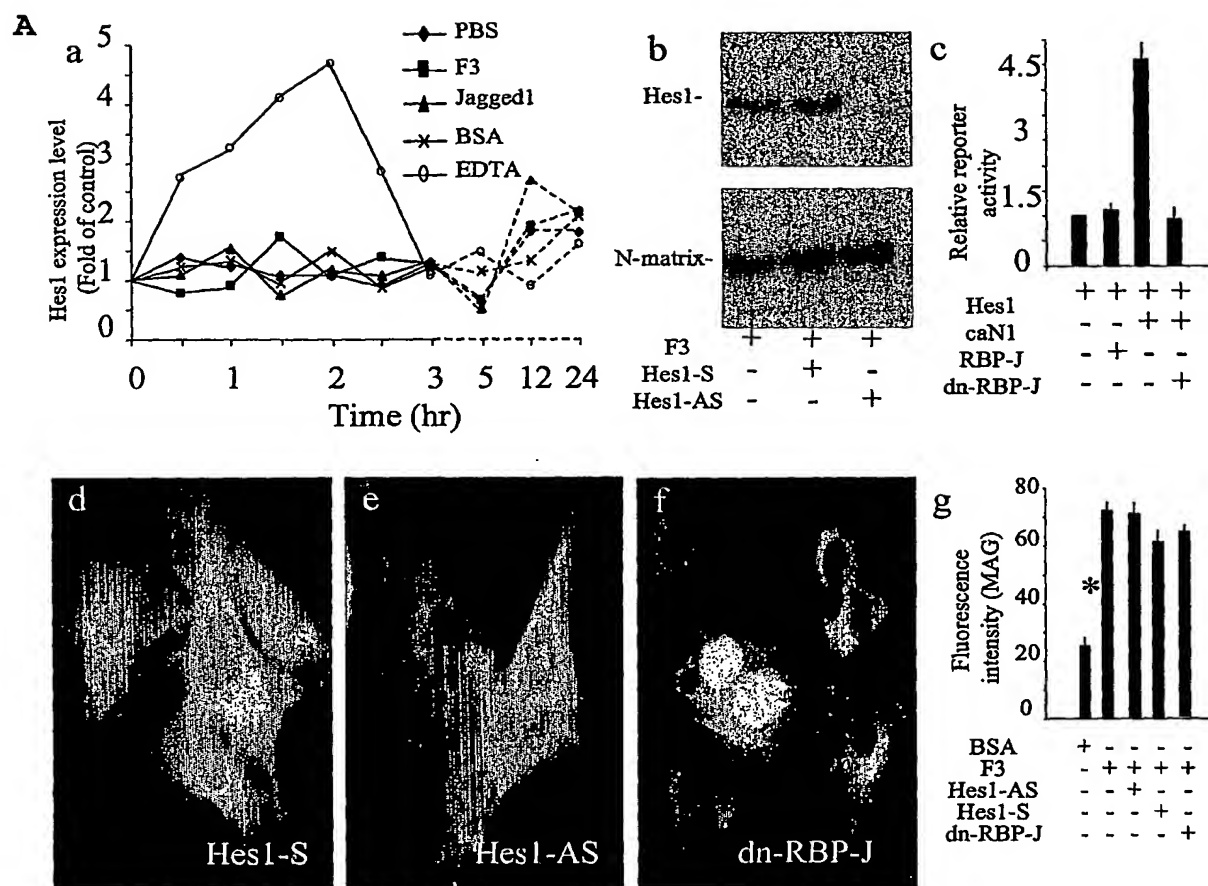 A
a
Hes1 expression level
(Fold of control)
5
4
3
2
1
0
0 1 2 3 5 12 24
Time (hr)
PBS
F3
Jagged1
BSA
EDTA
b
Hes1-
N-matrix-
+ + +
F3
- + -
Hes1-S
- - +
Hes1-AS
c
Relative reporter
activity
4.5
3
1.5
0
+ + + +
Hes1
- - + +
caN1
- + - -
RBP-J
- - - +
dn-RBP-J
d
Hes1-S
e
Hes1-AS
f
dn-RBP-J
g
Fluorescence
intensity (MAG)
80
60
40
20
0
*
BSA + - - - -
F3 - + + + +
Hes1-AS - - + - -
Hes1-S - - - + -
dn-RBP-J - - - - +